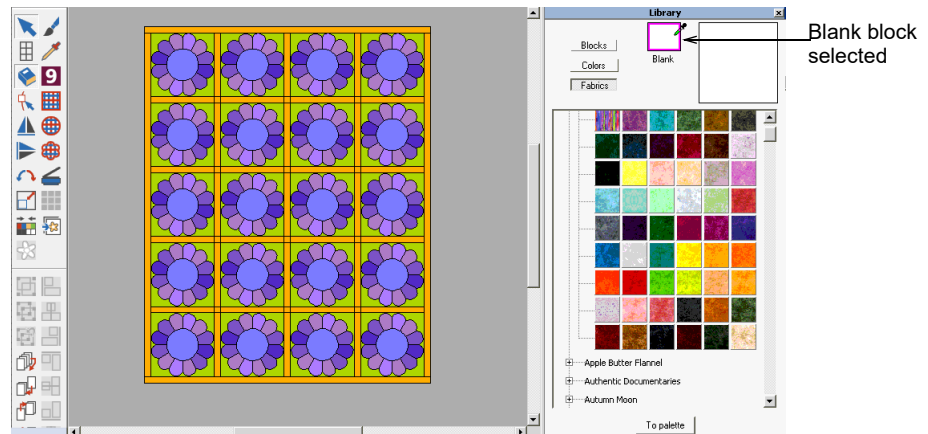 Library
Blocks
Colors
Fabrics
Blank
Blank block
selected
9
Apple Butter Flannel
Authentic Documentaries
Autumn Moon
To palette